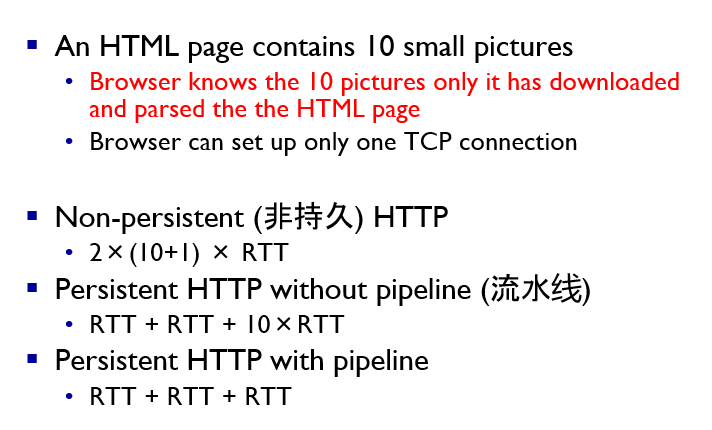 An HTML page contains 10 small pictures
Browser knows the 10 pictures only it has downloaded
and parsed the the HTML page
Browser can set up only one TCP connection
Non-persistent (非持久) HTTP
2×(10+1) × RTT
Persistent HTTP without pipeline (流水线)
RTT + RTT + 10×RTT
Persistent HTTP with pipeline
RTT + RTT + RTT